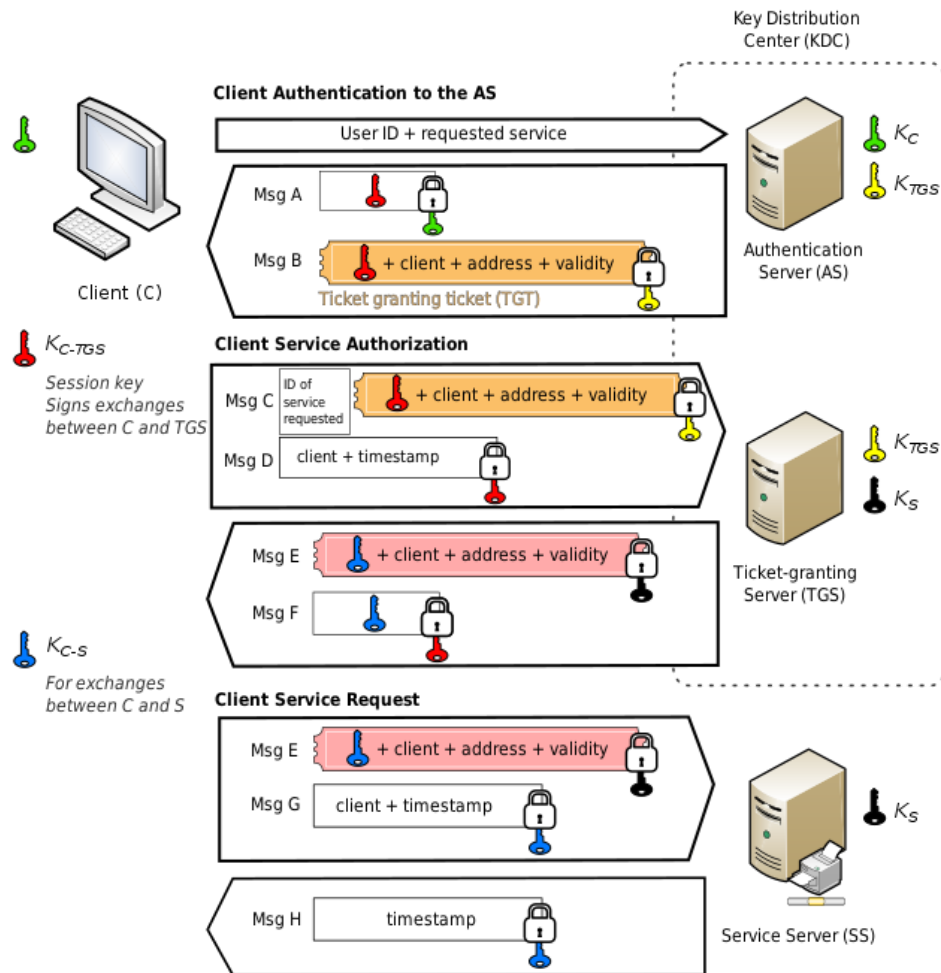 Key Distribution
Center (KDC)
Client Authentication to the AS
User ID + requested service
K_C
Msg A
K_TGS
Msg B
+ client + address + validity
Authentication
Server (AS)
Ticket granting ticket (TGT)
Client (C)
K_C-TGS
Session key
Signs exchanges
between C and TGS
Client Service Authorization
Msg C
ID of
service
requested
+ client + address + validity
Msg D
client + timestamp
K_TGS
K_S
Msg E
+ client + address + validity
Ticket-granting
Server (TGS)
Msg F
K_C-S
For exchanges
between C and S
Client Service Request
Msg E
+ client + address + validity
Msg G
client + timestamp
K_S
Msg H
timestamp
Service Server (SS)